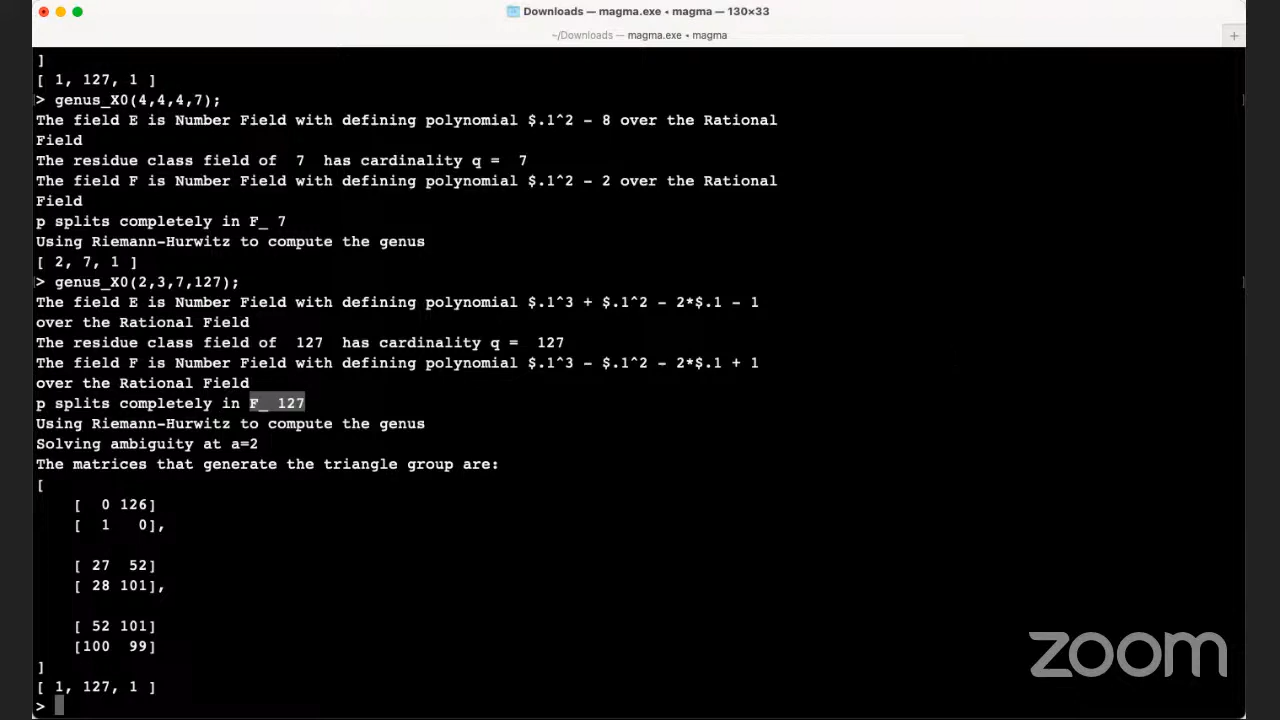 Downloads — magma.exe ◂ magma — 130×33
~/Downloads — magma.exe ◂ magma
]
[ 1, 127, 1 ]
> genus_X0(4,4,4,7);
The field E is Number Field with defining polynomial $.1^2 - 8 over the Rational
Field
The residue class field of  7  has cardinality q =  7
The field F is Number Field with defining polynomial $.1^2 - 2 over the Rational
Field
p splits completely in F_ 7
Using Riemann-Hurwitz to compute the genus
[ 2, 7, 1 ]
> genus_X0(2,3,7,127);
The field E is Number Field with defining polynomial $.1^3 + $.1^2 - 2*$.1 - 1
over the Rational Field
The residue class field of  127  has cardinality q =  127
The field F is Number Field with defining polynomial $.1^3 - $.1^2 - 2*$.1 + 1
over the Rational Field
p splits completely in F_ 127
Using Riemann-Hurwitz to compute the genus
Solving ambiguity at a=2
The matrices that generate the triangle group are:
[
[  0 126]
[  1   0],
[ 27  52]
[ 28 101],
[ 52 101]
[100  99]
]
[ 1, 127, 1 ]
>
zoom